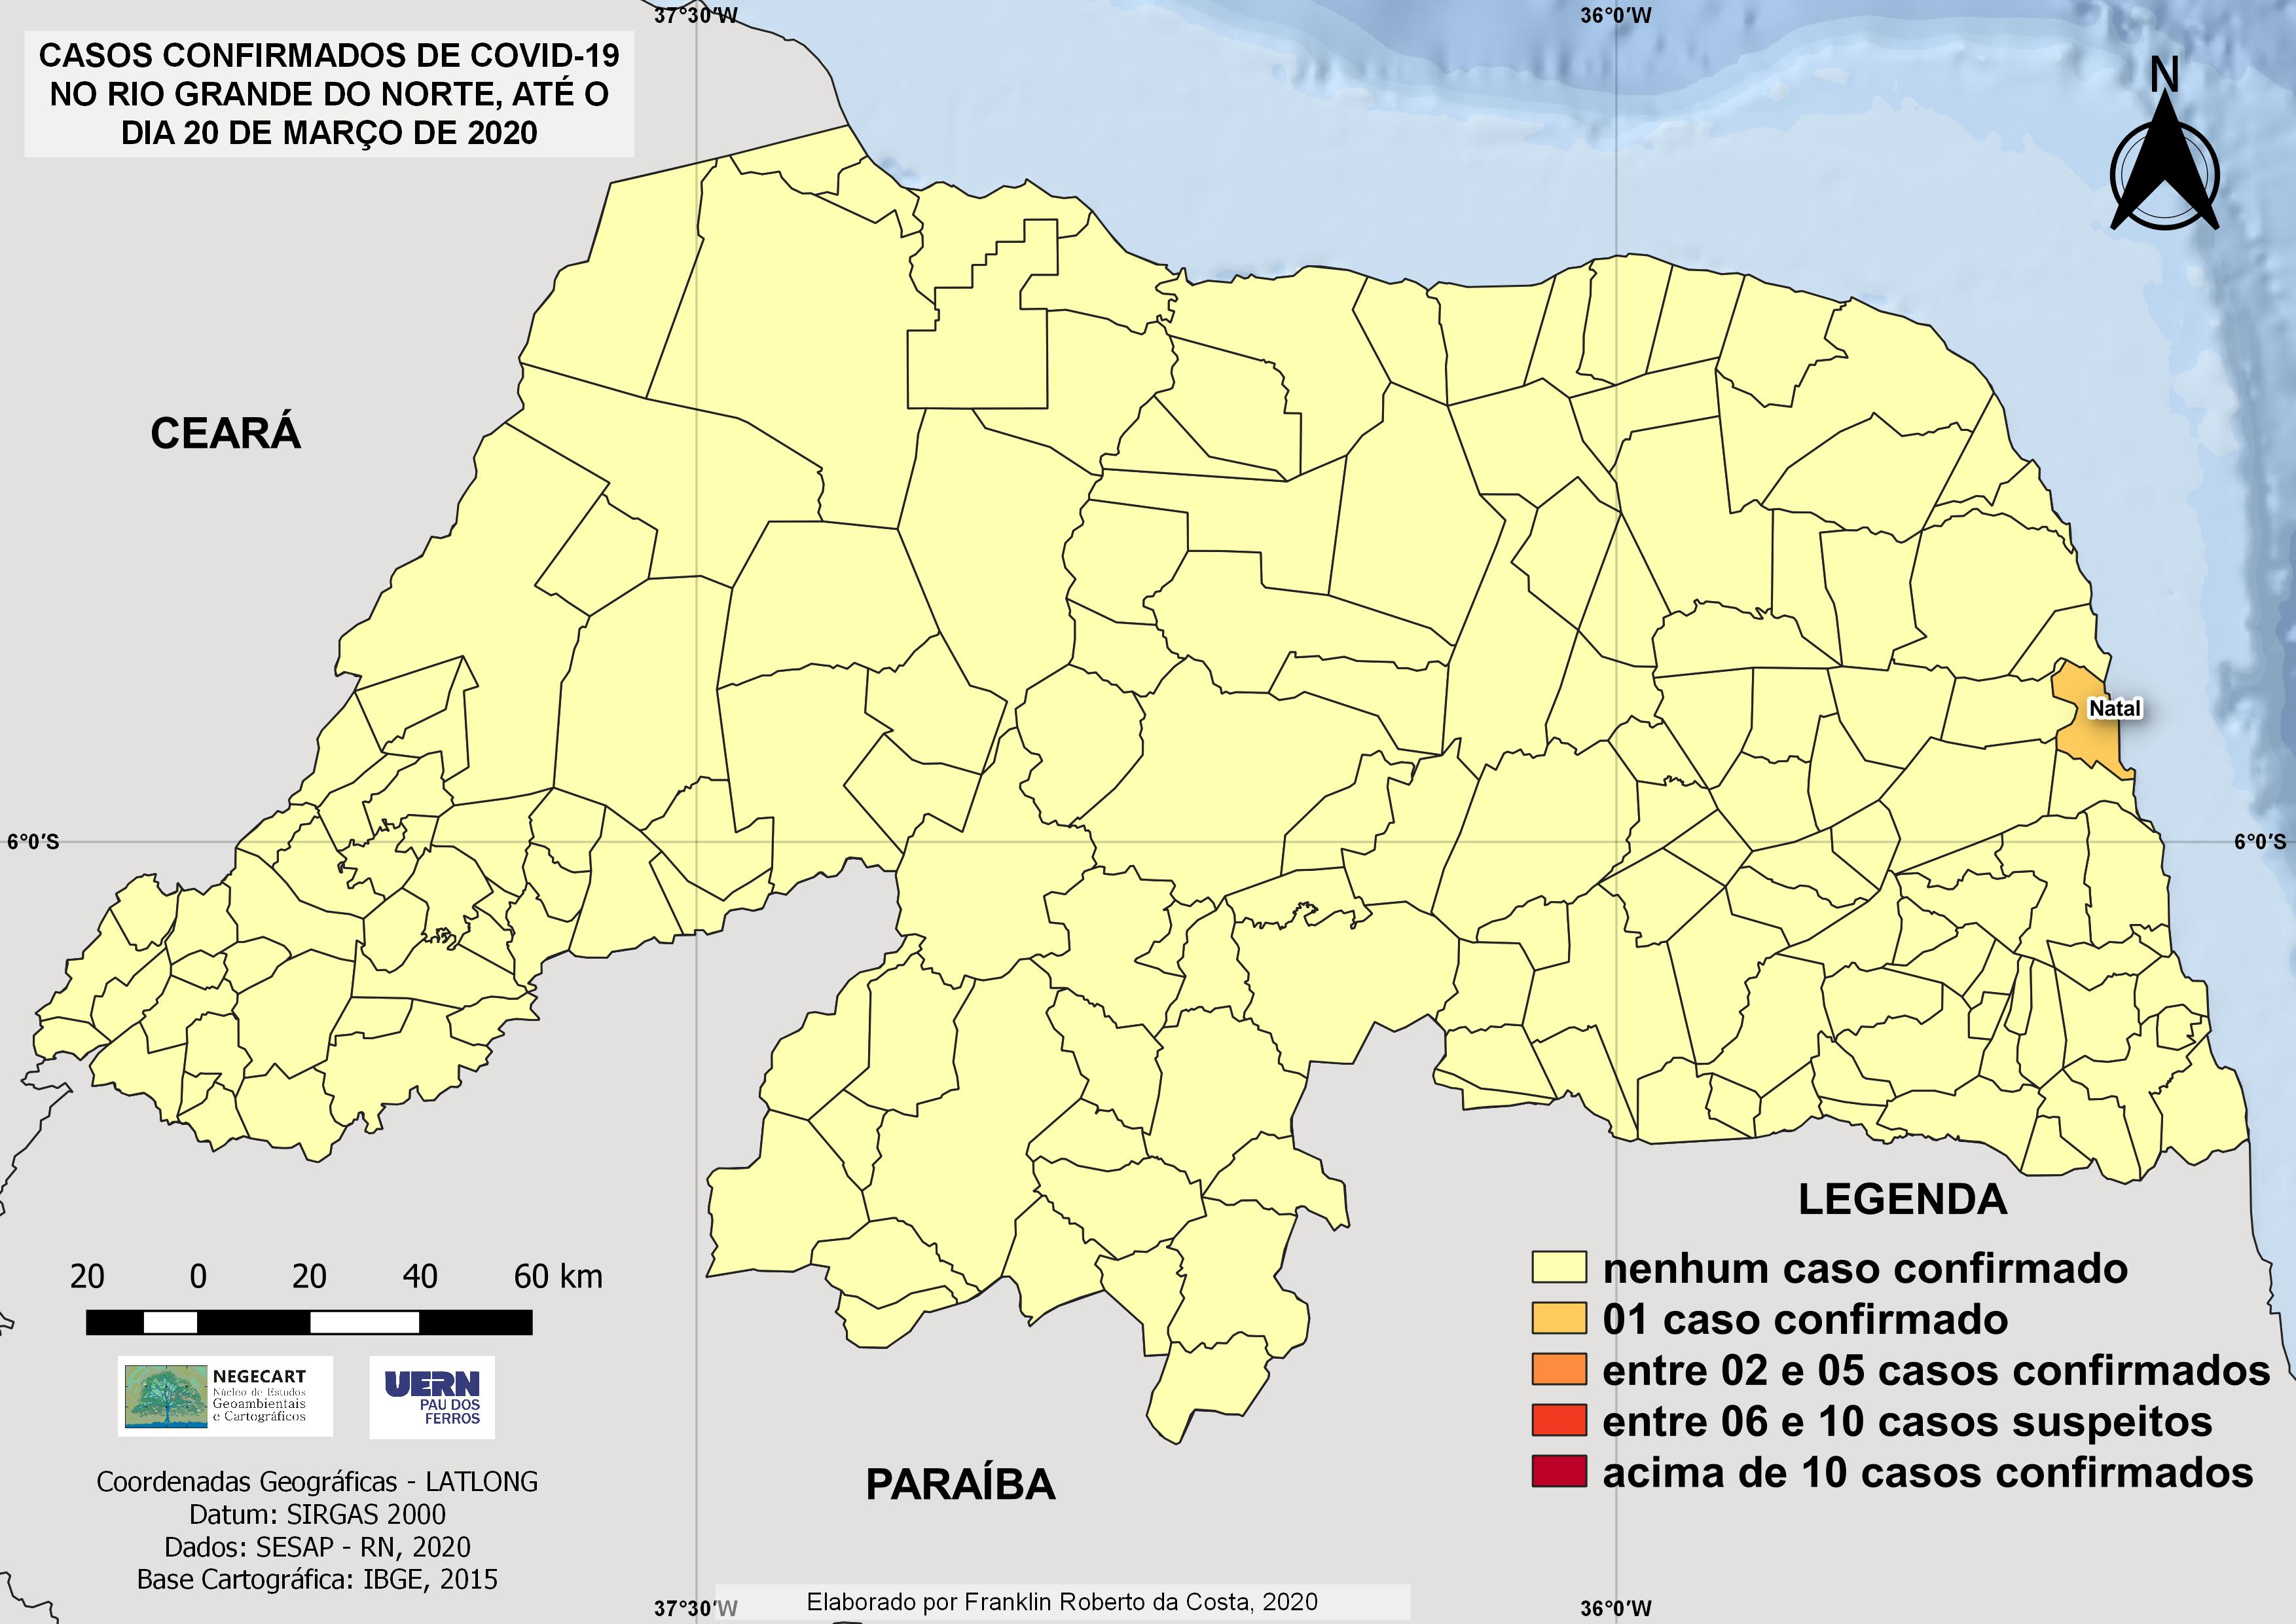 37°30′W
36°0′W
CASOS CONFIRMADOS DE COVID-19
NO RIO GRANDE DO NORTE, ATÉ O
DIA 20 DE MARÇO DE 2020
N
CEARÁ
Natal
6°0′S
6°0′S
LEGENDA
nenhum caso confirmado
01 caso confirmado
entre 02 e 05 casos confirmados
entre 06 e 10 casos suspeitos
acima de 10 casos confirmados
20 0 20 40 60 km
NEGECART
Núcleo de Estudos
Geoambientais
e Cartográficos
UERN
PAU DOS
FERROS
PARAÍBA
Coordenadas Geográficas - LATLONG
Datum: SIRGAS 2000
Dados: SESAP - RN, 2020
Base Cartográfica: IBGE, 2015
Elaborado por Franklin Roberto da Costa, 2020
37°30′W
36°0′W